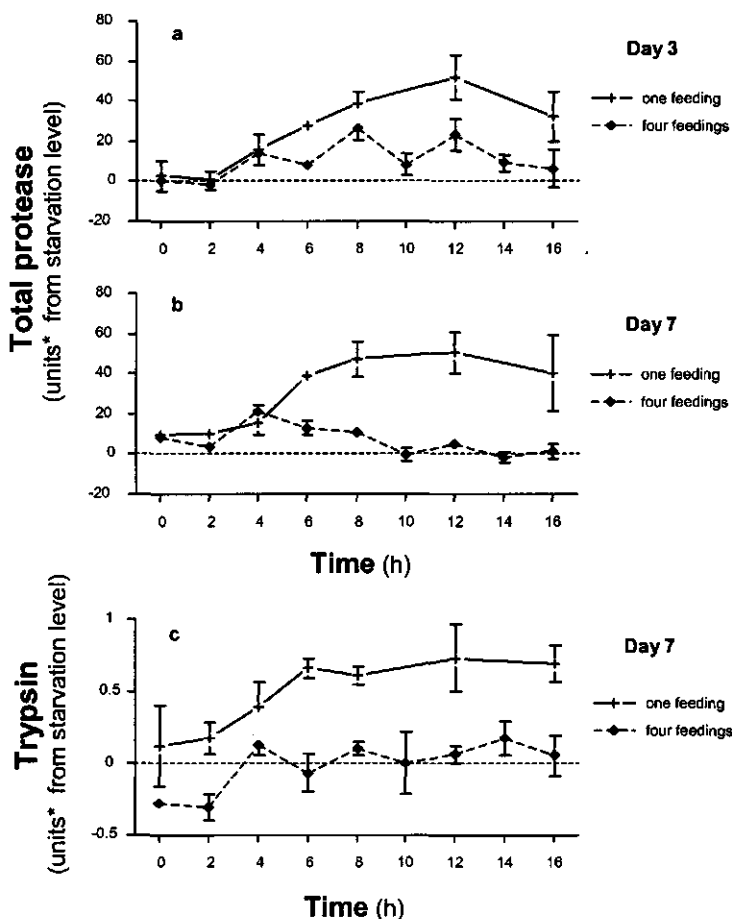 a
Day 3
80
60
40
20
0
-20
one feeding
four feedings
0 2 4 6 8 10 12 14 16
Total protease
(units* from starvation level)
b
Day 7
80
60
40
20
0
-20
one feeding
four feedings
0 2 4 6 8 10 12 14 16
Time (h)
c
Day 7
1
0.5
0
-0.5
one feeding
four feedings
Trypsin
(units* from starvation level)
0 2 4 6 8 10 12 14 16
Time (h)